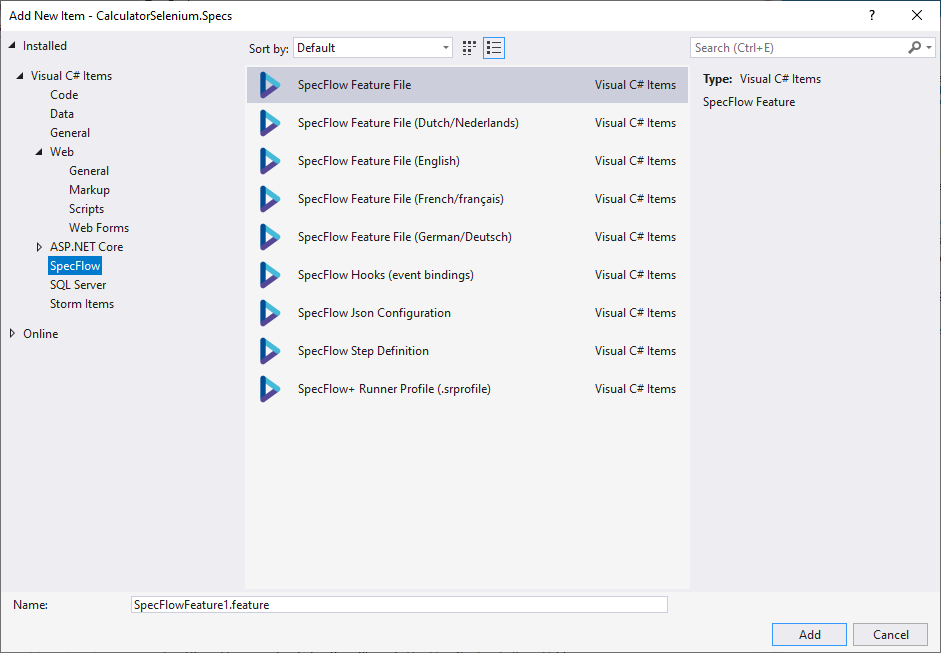 Add New Item - CalculatorSelenium.Specs
?
Installed
Sort by: Default
Search (Ctrl+E)
Visual C# Items
Code
Data
General
Web
General
Markup
Scripts
Web Forms
ASP.NET Core
SpecFlow
SQL Server
Storm Items
Online
SpecFlow Feature File Visual C# Items
SpecFlow Feature File (Dutch/Nederlands) Visual C# Items
SpecFlow Feature File (English) Visual C# Items
SpecFlow Feature File (French/français) Visual C# Items
SpecFlow Feature File (German/Deutsch) Visual C# Items
SpecFlow Hooks (event bindings) Visual C# Items
SpecFlow Json Configuration Visual C# Items
SpecFlow Step Definition Visual C# Items
SpecFlow+ Runner Profile (.srprofile) Visual C# Items
Type: Visual C# Items
SpecFlow Feature
Name: SpecFlowFeature1.feature
Add Cancel